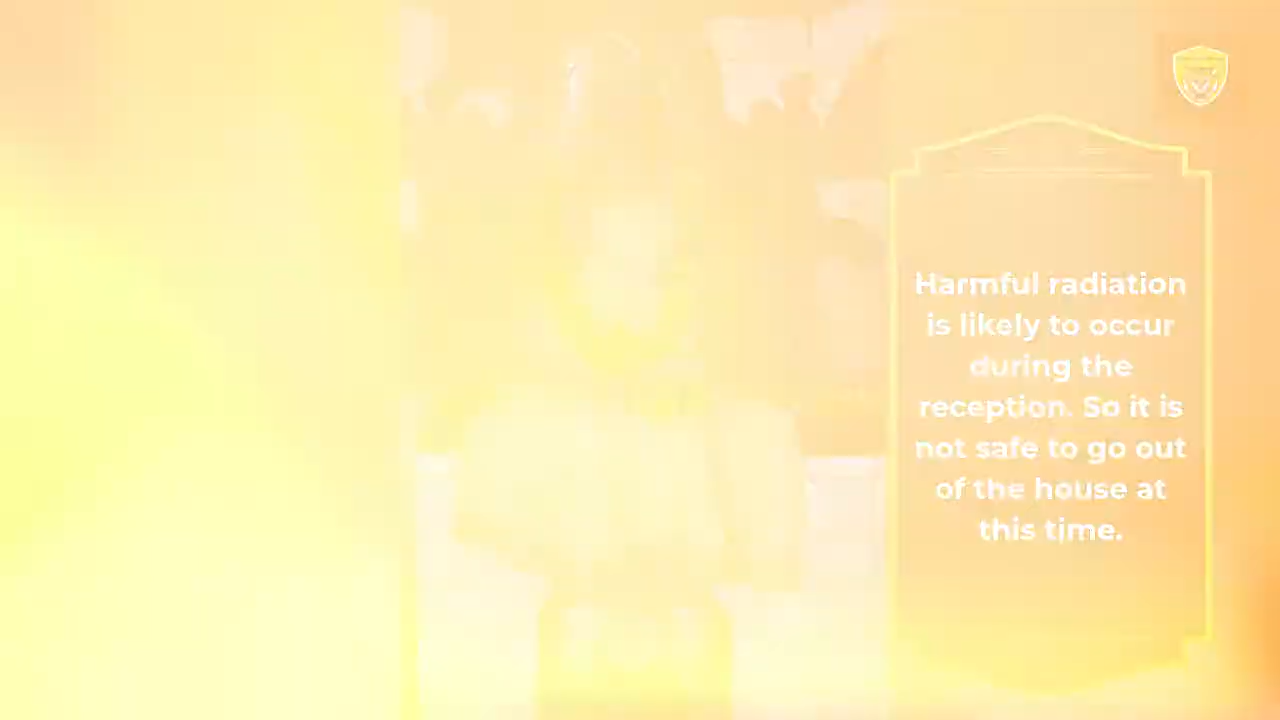 Harmful radiation
is likely to occur
during the
reception. So it is
not safe to go out
of the house at
this time.